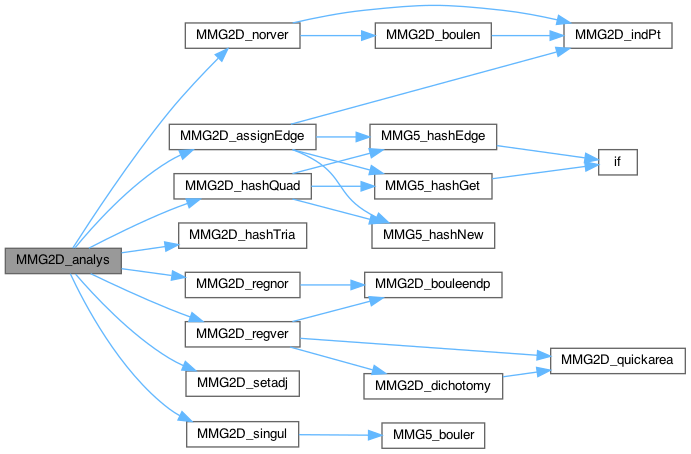 MMG2D_norver
MMG2D_boulen
MMG2D_indPt
MMG2D_assignEdge
MMG5_hashEdge
if
MMG2D_hashQuad
MMG5_hashGet
MMG2D_hashTria
MMG5_hashNew
MMG2D_analys
MMG2D_regnor
MMG2D_bouleendp
MMG2D_regver
MMG2D_quickarea
MMG2D_setadj
MMG2D_dichotomy
MMG2D_singul
MMG5_bouler